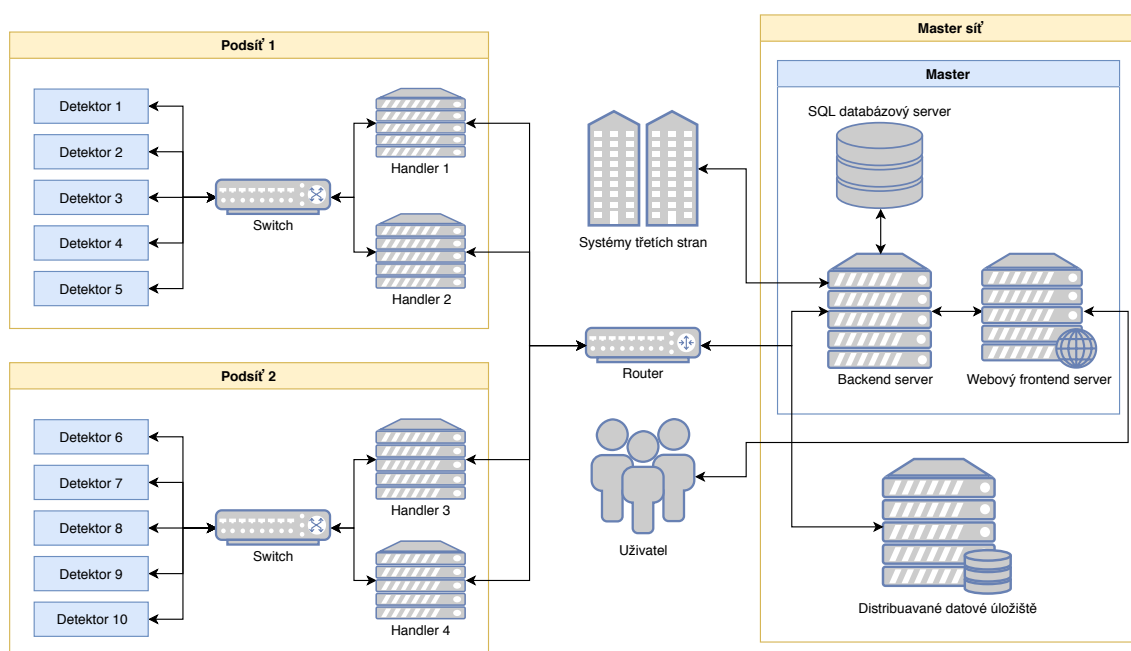 Podsíť 1
Detektor 1
Detektor 2
Detektor 3
Detektor 4
Detektor 5
Switch
Handler 1
Handler 2
Podsíť 2
Detektor 6
Detektor 7
Detektor 8
Detektor 9
Detektor 10
Switch
Handler 3
Handler 4
Systémy třetích stran
Router
Uživatel
Master síť
Master
SQL databázový server
Backend server
Webový frontend server
Distribuavané datové úložiště